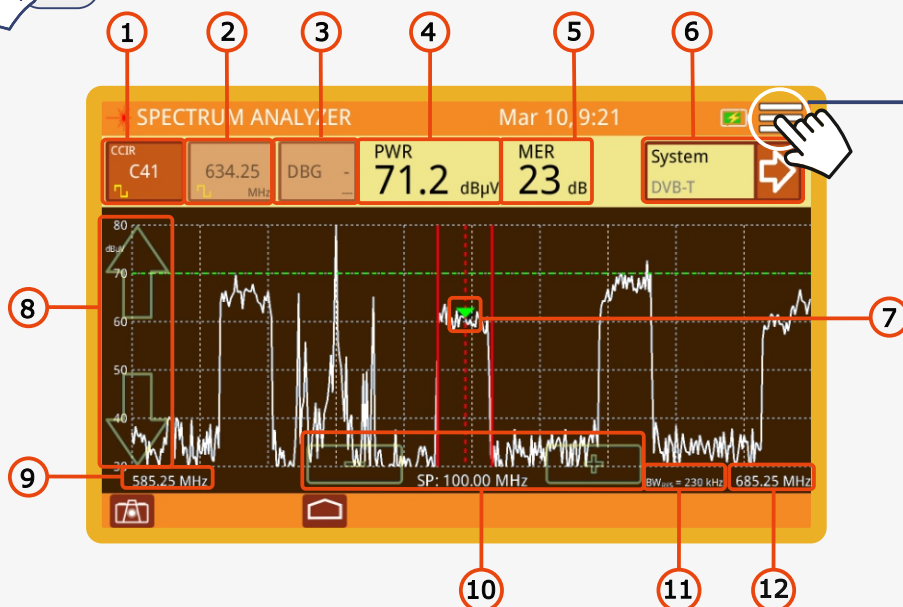 1 2 3 4 5 6
SPECTRUM ANALYZER Mar 10, 9:21
CCIR
C41
634.25
MHz
DBG -
--
PWR
71.2 dBµV
MER
23 dB
System
DVB-T
80
dBµV
70
8
60
7
50
40
30
9
585.25 MHz
- SP: 100.00 MHz +
BWRES = 230 kHz
685.25 MHz
10 11 12